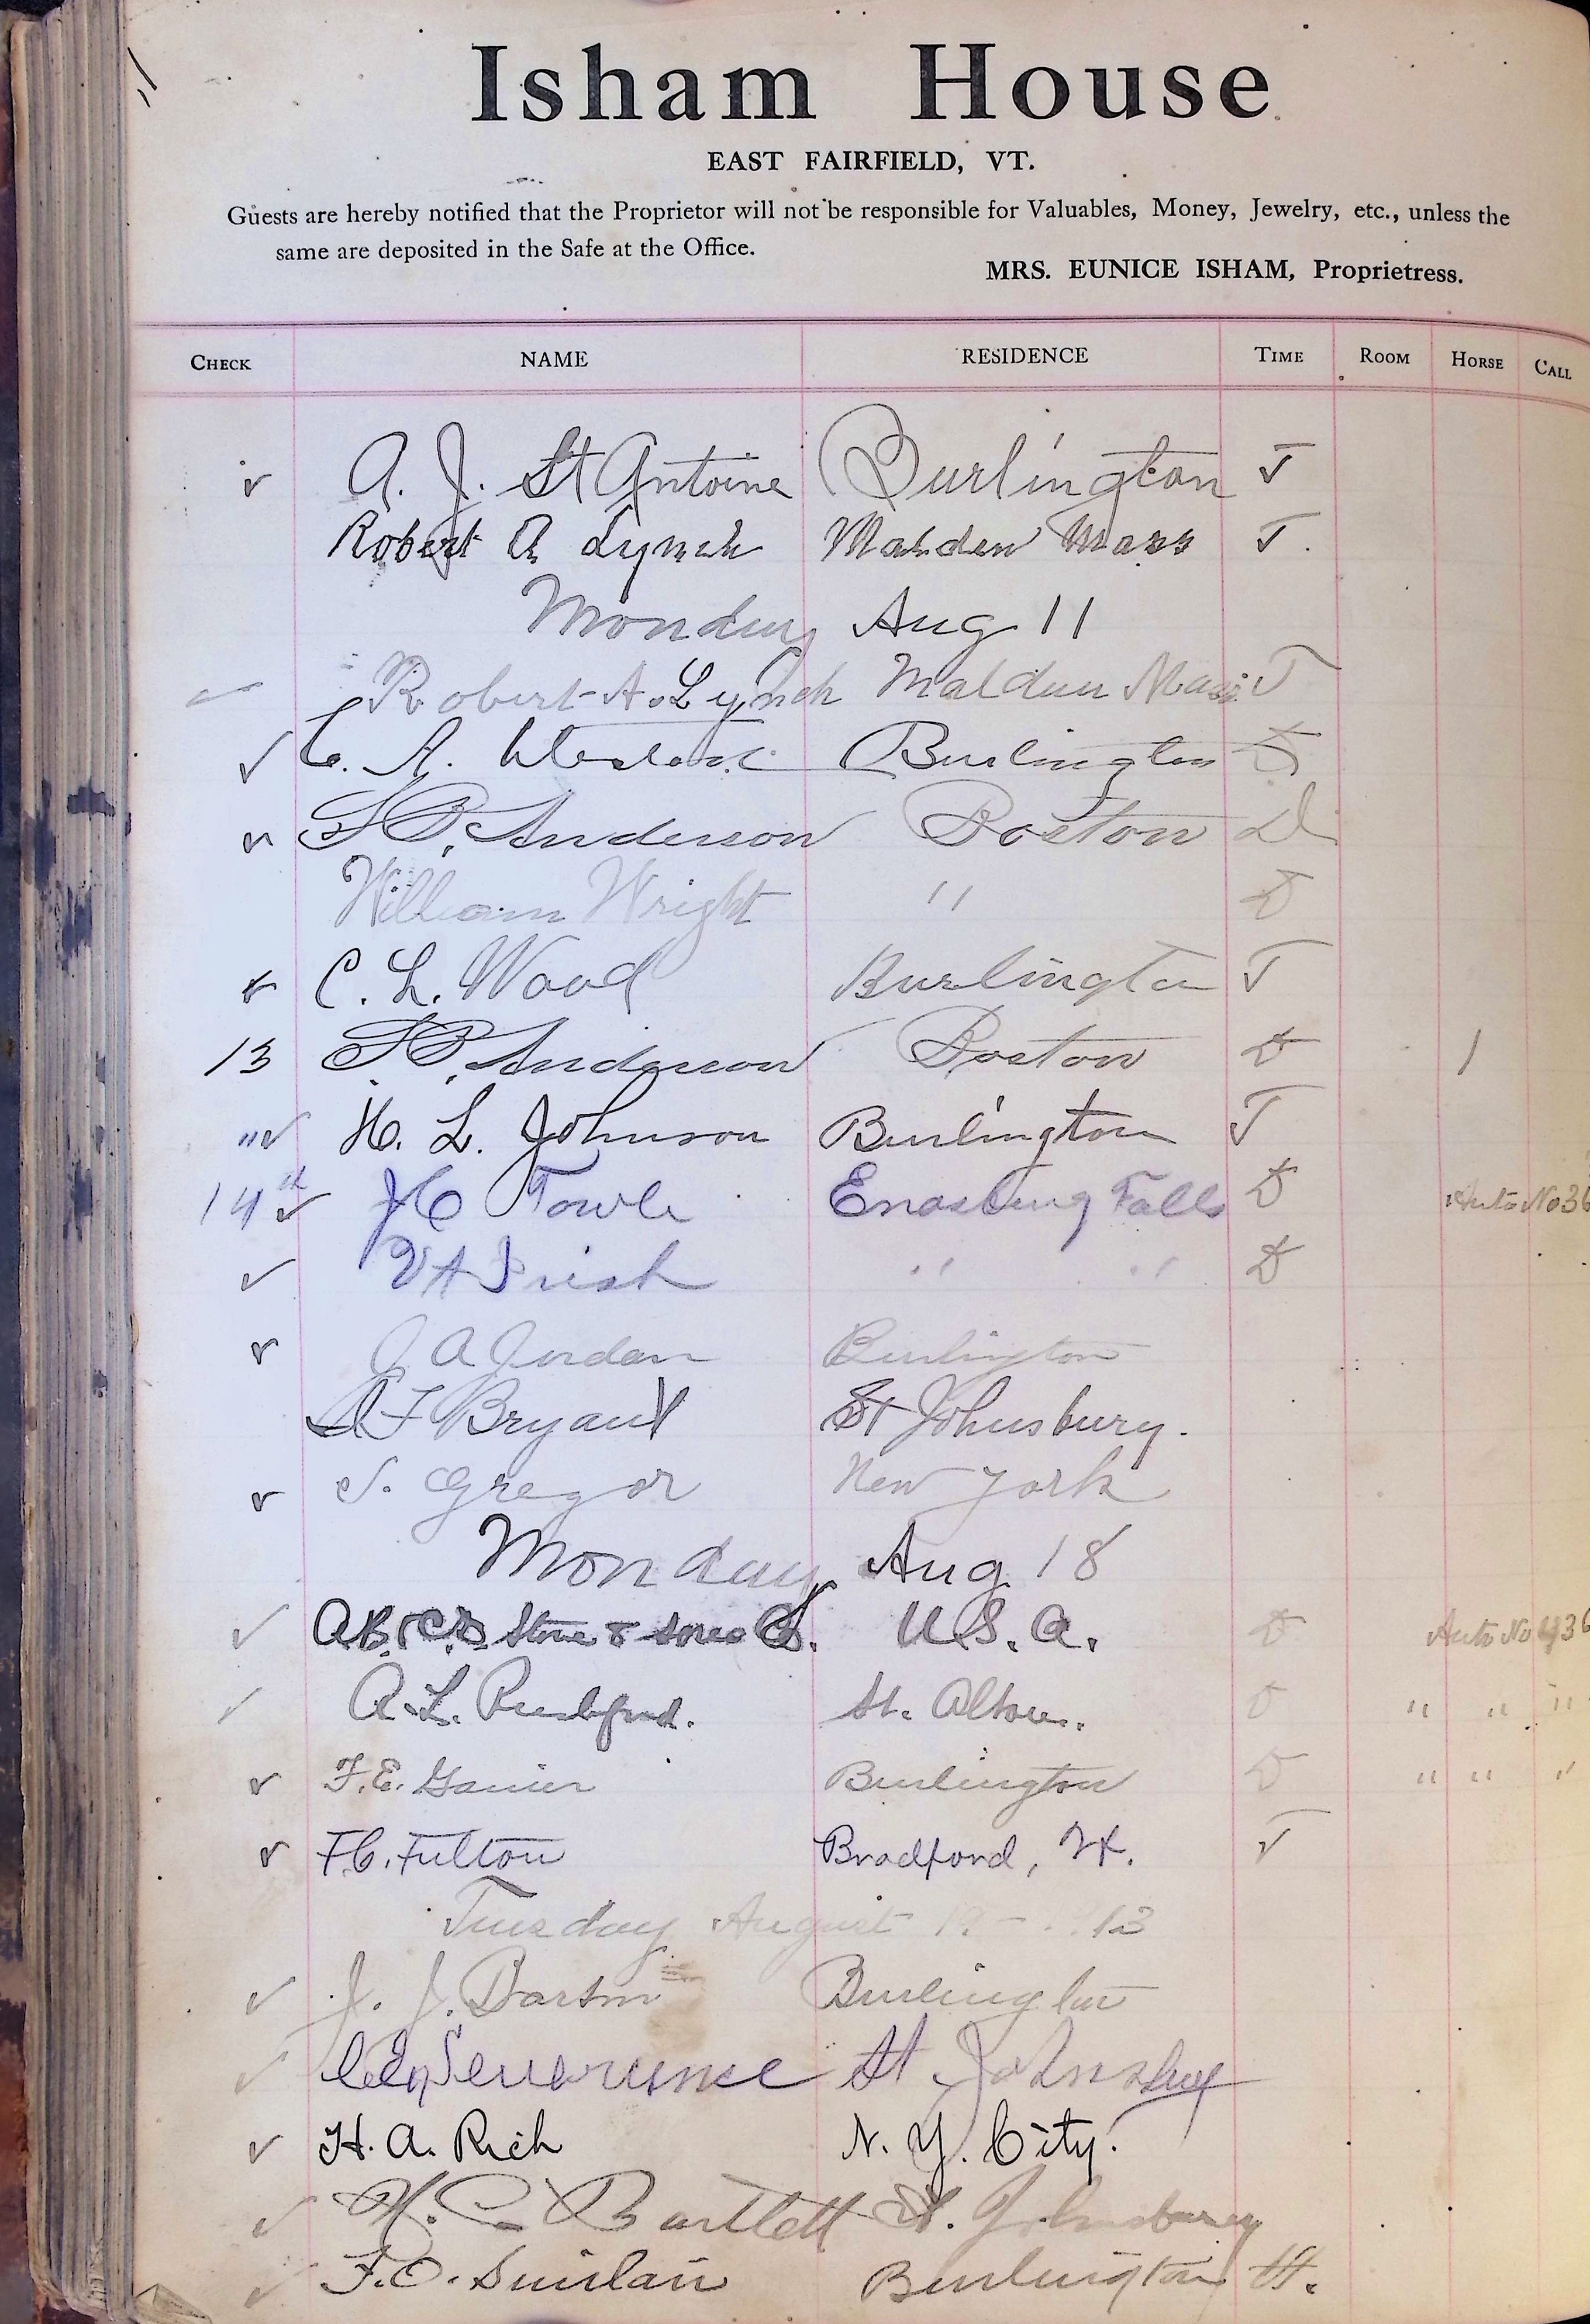 Isham House
EAST FAIRFIELD, VT.
Guests are hereby notified that the Proprietor will not be responsible for Valuables, Money, Jewelry, etc., unless the
same are deposited in the Safe at the Office.
MRS. EUNICE ISHAM, Proprietress.
CHECK NAME RESIDENCE TIME ROOM HORSE CALL
A. J. St Antoine Burlington T
Robert A Lynch Malden Mass T.
Monday Aug 11
Robert A. Lynch Malden Mass T
C. A. Burlington D
Anderson Boston D
William Wright " D
C. L. Wood Burlington T
13 Anderson Boston D 1
" H. L. Johnson Burlington T
14th Towle Enosburg Falls D Auto No 36
Irish " " D
J A Jordan Burlington
F Bryant St Johnsbury.
S. Gregor New York
Monday Aug 18
Stone & Sons U. S. A. D Auto No 436
A. L. St. D " " "
F. E. Burlington D " " "
F. C. Fulton Bradford, Vt. T
Tuesday August 13
J. J. Burlington
St Johnsbury
H. A. Rich N. Y. City.
Bartlett St. Johnsbury
Burlington Vt.